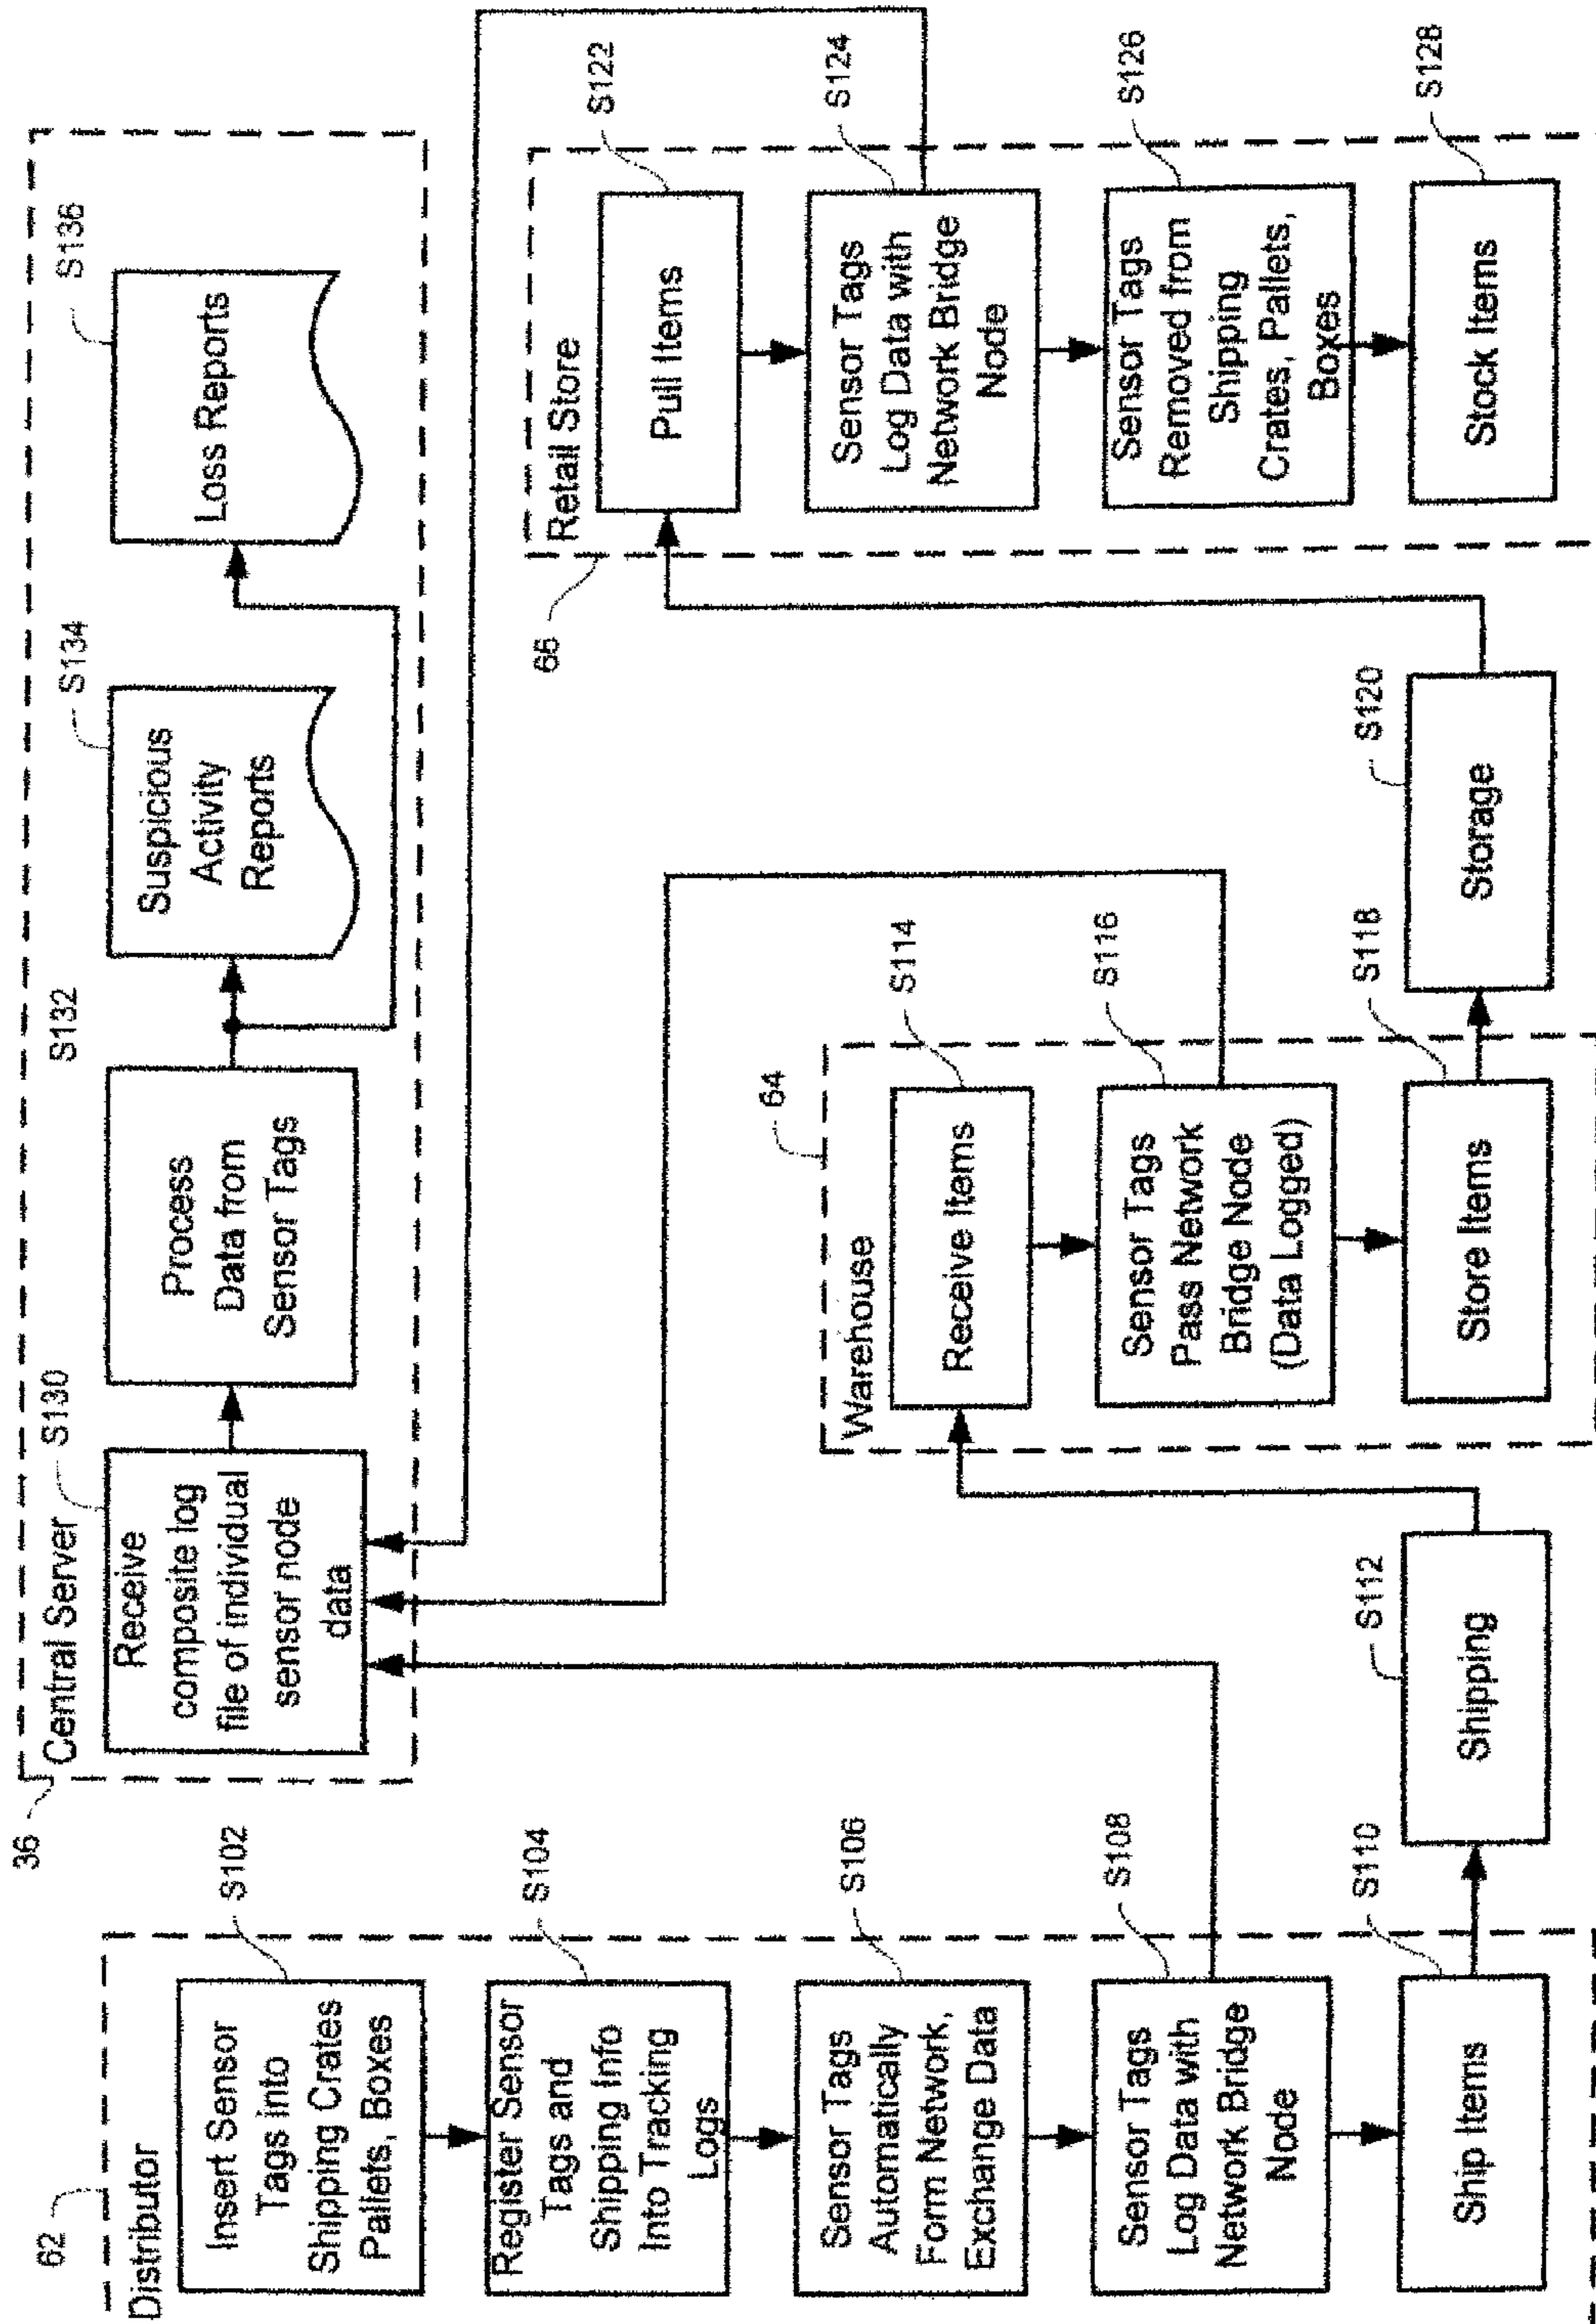 36
Central Server
S130
Receive
composite log
file of individual
sensor node
data
S132
Process
Data from
Sensor Tags
S134
Suspicious
Activity
Reports
S136
Loss Reports
62
Distributor
S102
Insert Sensor
Tags into
Shipping Crates
Pallets, Boxes
S104
Register Sensor
Tags and
Shipping Info
Into Tracking
Logs
S106
Sensor Tags
Automatically
Form Network,
Exchange Data
S108
Sensor Tags
Log Data with
Network Bridge
Node
S110
Ship Items
S112
Shipping
64
Warehouse
S114
Receive Items
S116
Sensor Tags
Pass Network
Bridge Node
(Data Logged)
S118
Store Items
S120
Storage
66
Retail Store
S122
Pull Items
S124
Sensor Tags
Log Data with
Network Bridge
Node
S126
Sensor Tags
Removed from
Shipping
Crates, Pallets,
Boxes
S128
Stock Items